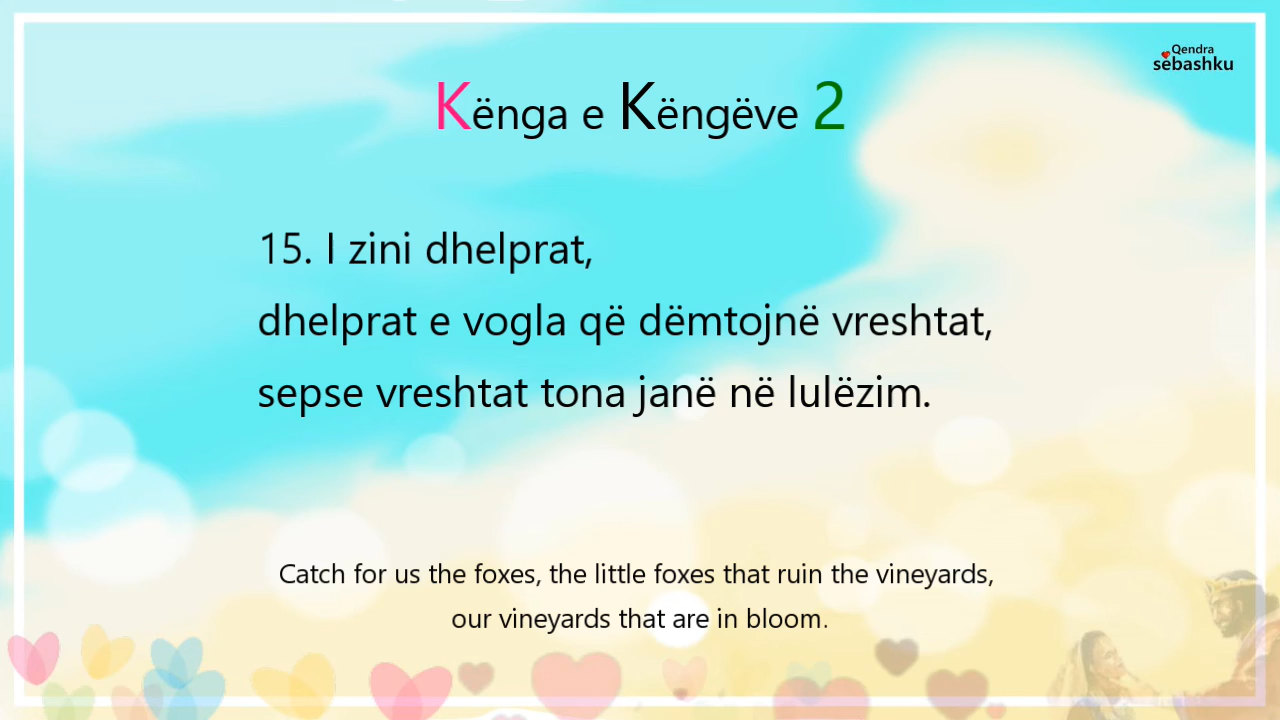 Qendra
sëbashku
Kënga e Këngëve 2
15. I zini dhelprat,
dhelprat e vogla që dëmtojnë vreshtat,
sepse vreshtat tona janë në lulëzim.
Catch for us the foxes, the little foxes that ruin the vineyards,
our vineyards that are in bloom.